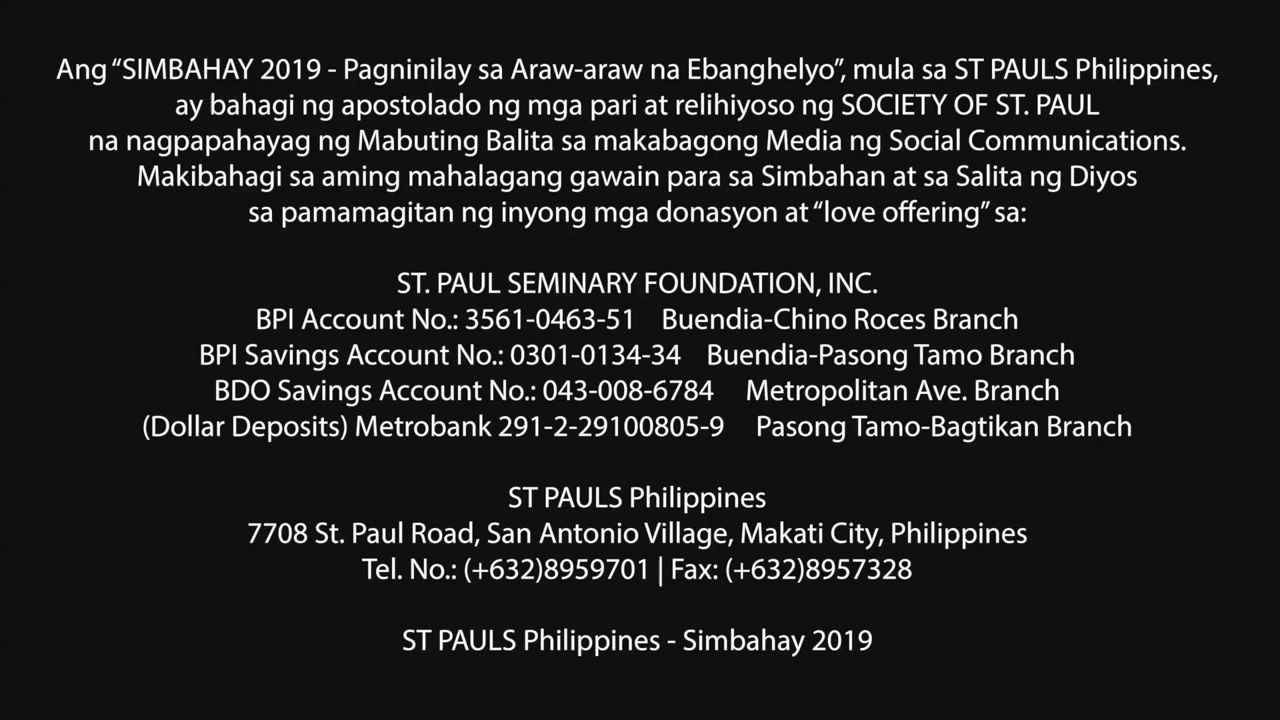 Ang “SIMBAHAY 2019 - Pagninilay sa Araw-araw na Ebanghelyo”, mula sa ST PAULS Philippines,
ay bahagi ng apostolado ng mga pari at relihiyoso ng SOCIETY OF ST. PAUL
na nagpapahayag ng Mabuting Balita sa makabagong Media ng Social Communications.
Makibahagi sa aming mahalagang gawain para sa Simbahan at sa Salita ng Diyos
sa pamamagitan ng inyong mga donasyon at “love offering” sa:
ST. PAUL SEMINARY FOUNDATION, INC.
BPI Account No.: 3561-0463-51 Buendia-Chino Roces Branch
BPI Savings Account No.: 0301-0134-34 Buendia-Pasong Tamo Branch
BDO Savings Account No.: 043-008-6784 Metropolitan Ave. Branch
(Dollar Deposits) Metrobank 291-2-29100805-9 Pasong Tamo-Bagtikan Branch
ST PAULS Philippines
7708 St. Paul Road, San Antonio Village, Makati City, Philippines
Tel. No.: (+632)8959701 | Fax: (+632)8957328
ST PAULS Philippines - Simbahay 2019